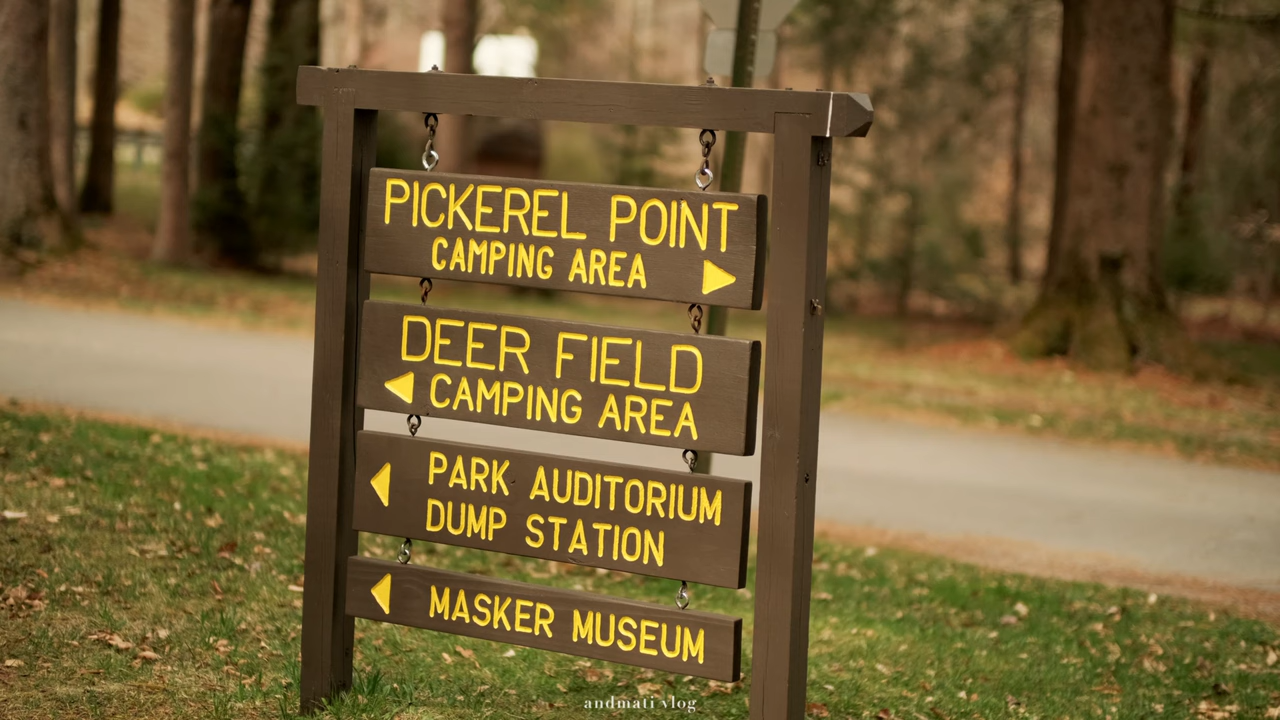 PICKEREL POINT
CAMPING AREA
DEER FIELD
CAMPING AREA
PARK AUDITORIUM
DUMP STATION
MASKER MUSEUM
andmati vlog